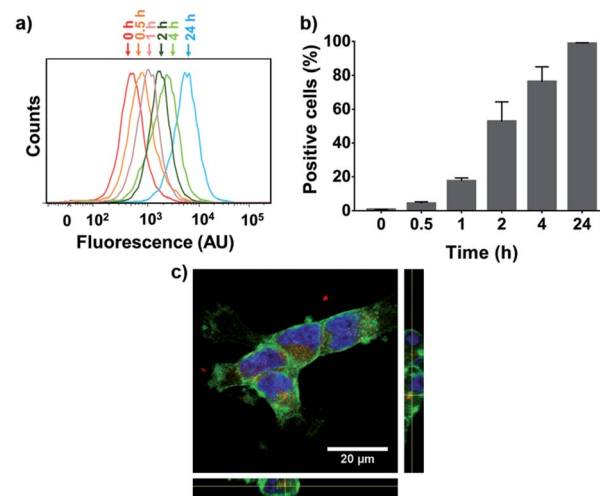 a)
0 h
0.5 h
1 h
2 h
4 h
24 h
Counts
0 10² 10³ 10⁴ 10⁵
Fluorescence (AU)
b)
Positive cells (%)
100
80
60
40
20
0
0 0.5 1 2 4 24
Time (h)
c)
20 µm